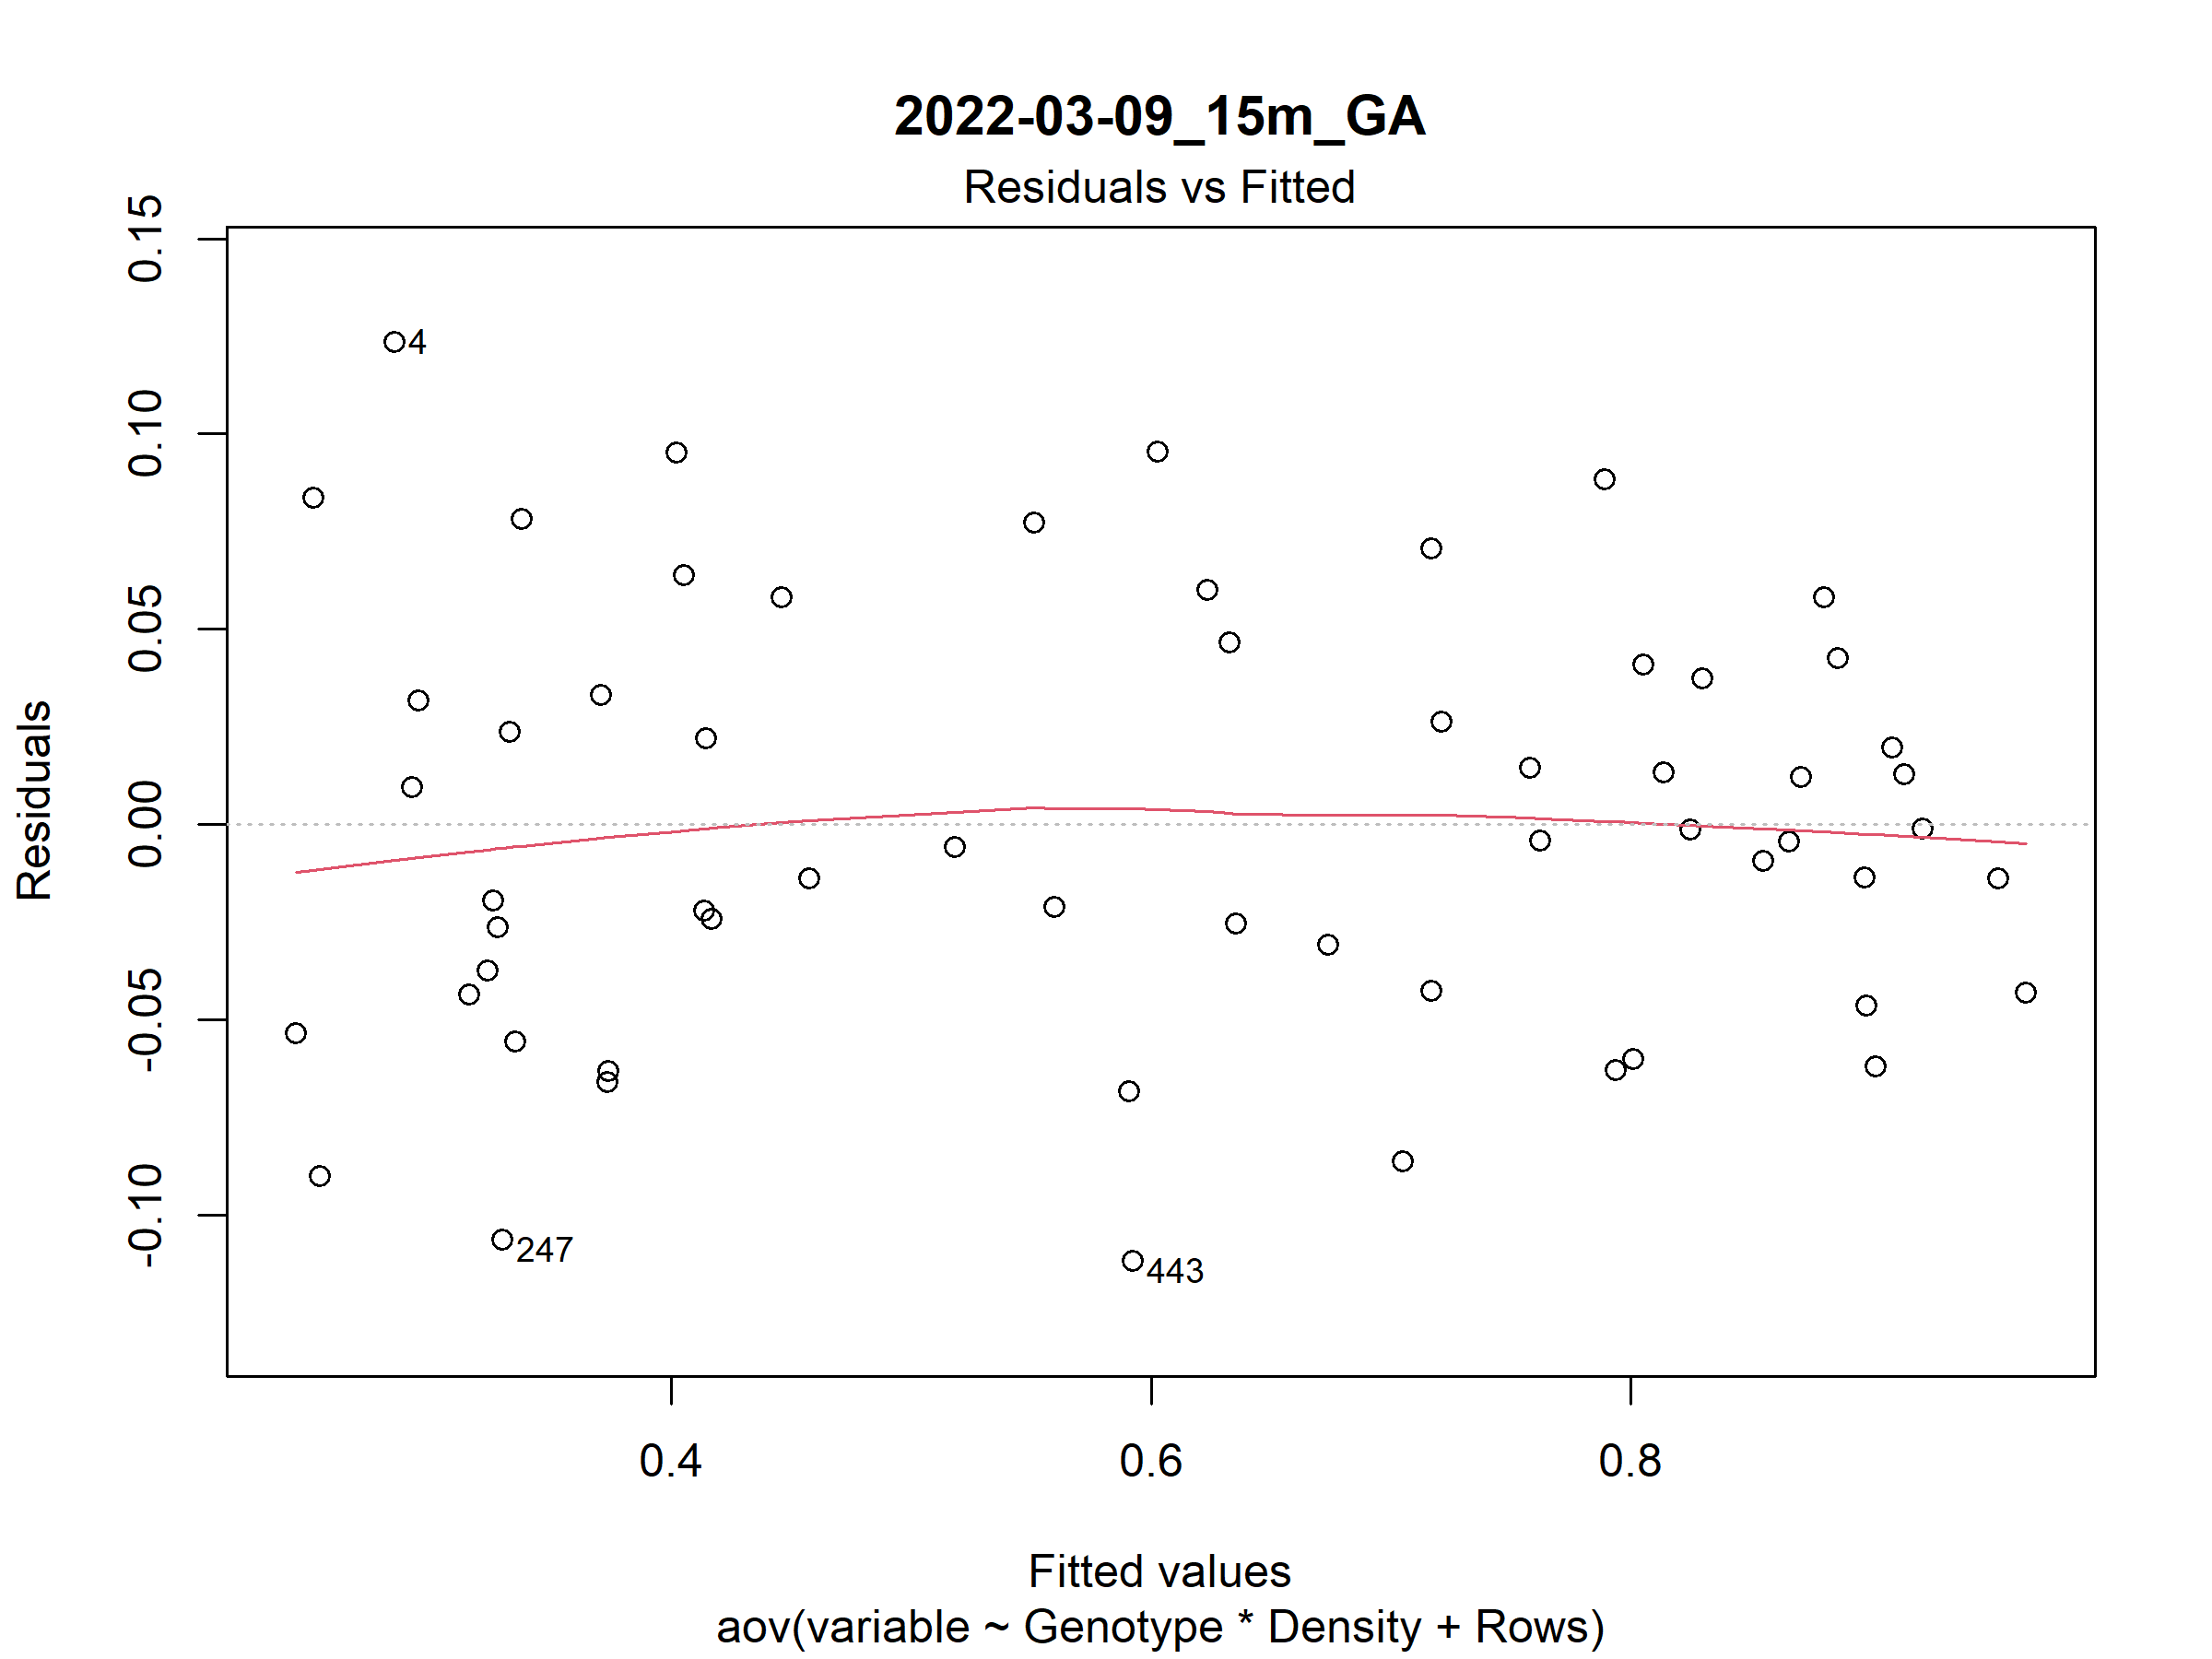 2022-03-09_15m_GA
Residuals vs Fitted
0.15
0.10
0.05
0.00
-0.05
-0.10
Residuals
4
247
443
0.4 0.6 0.8
Fitted values
aov(variable ~ Genotype * Density + Rows)